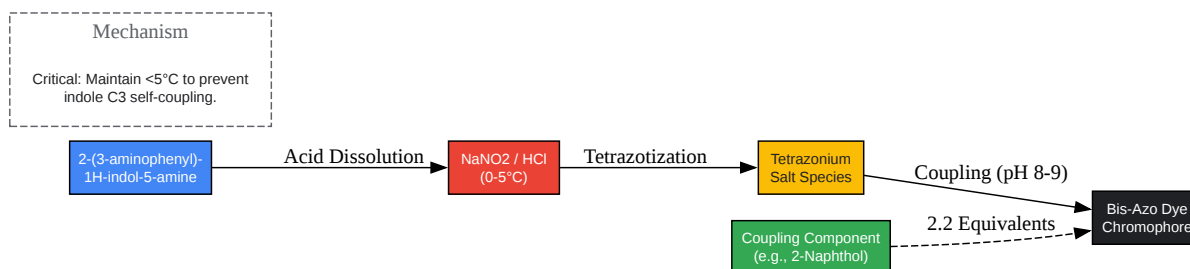 Mechanism
Critical: Maintain <5°C to prevent
indole C3 self-coupling.
2-(3-aminophenyl)-
1H-indol-5-amine
Acid Dissolution
NaNO2 / HCl
(0-5°C)
Tetrazotization
Tetrazonium
Salt Species
Coupling (pH 8-9)
Bis-Azo Dye
Chromophore
2.2 Equivalents
Coupling Component
(e.g., 2-Naphthol)